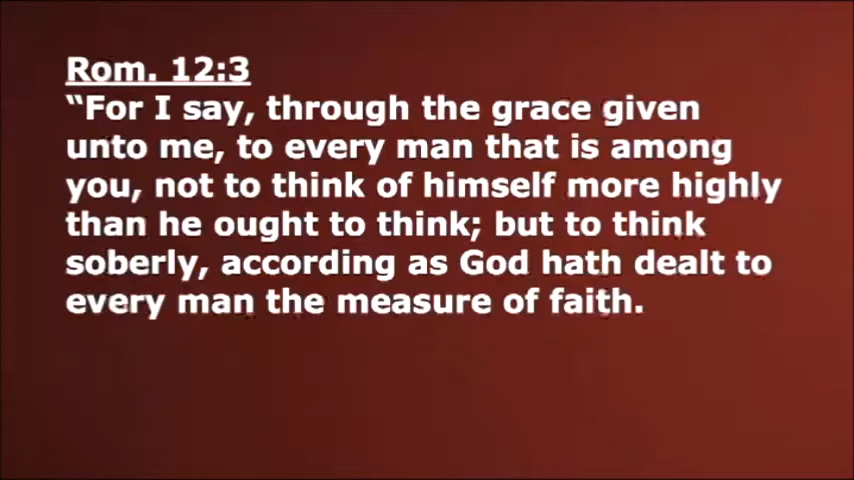 Rom. 12:3
“For I say, through the grace given
unto me, to every man that is among
you, not to think of himself more highly
than he ought to think; but to think
soberly, according as God hath dealt to
every man the measure of faith.